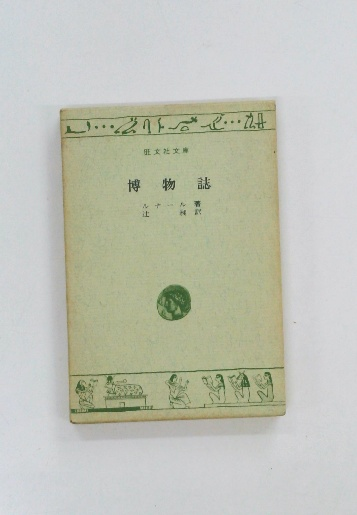 旺文社文庫
博物誌
ルナール 著
辻 昶 訳